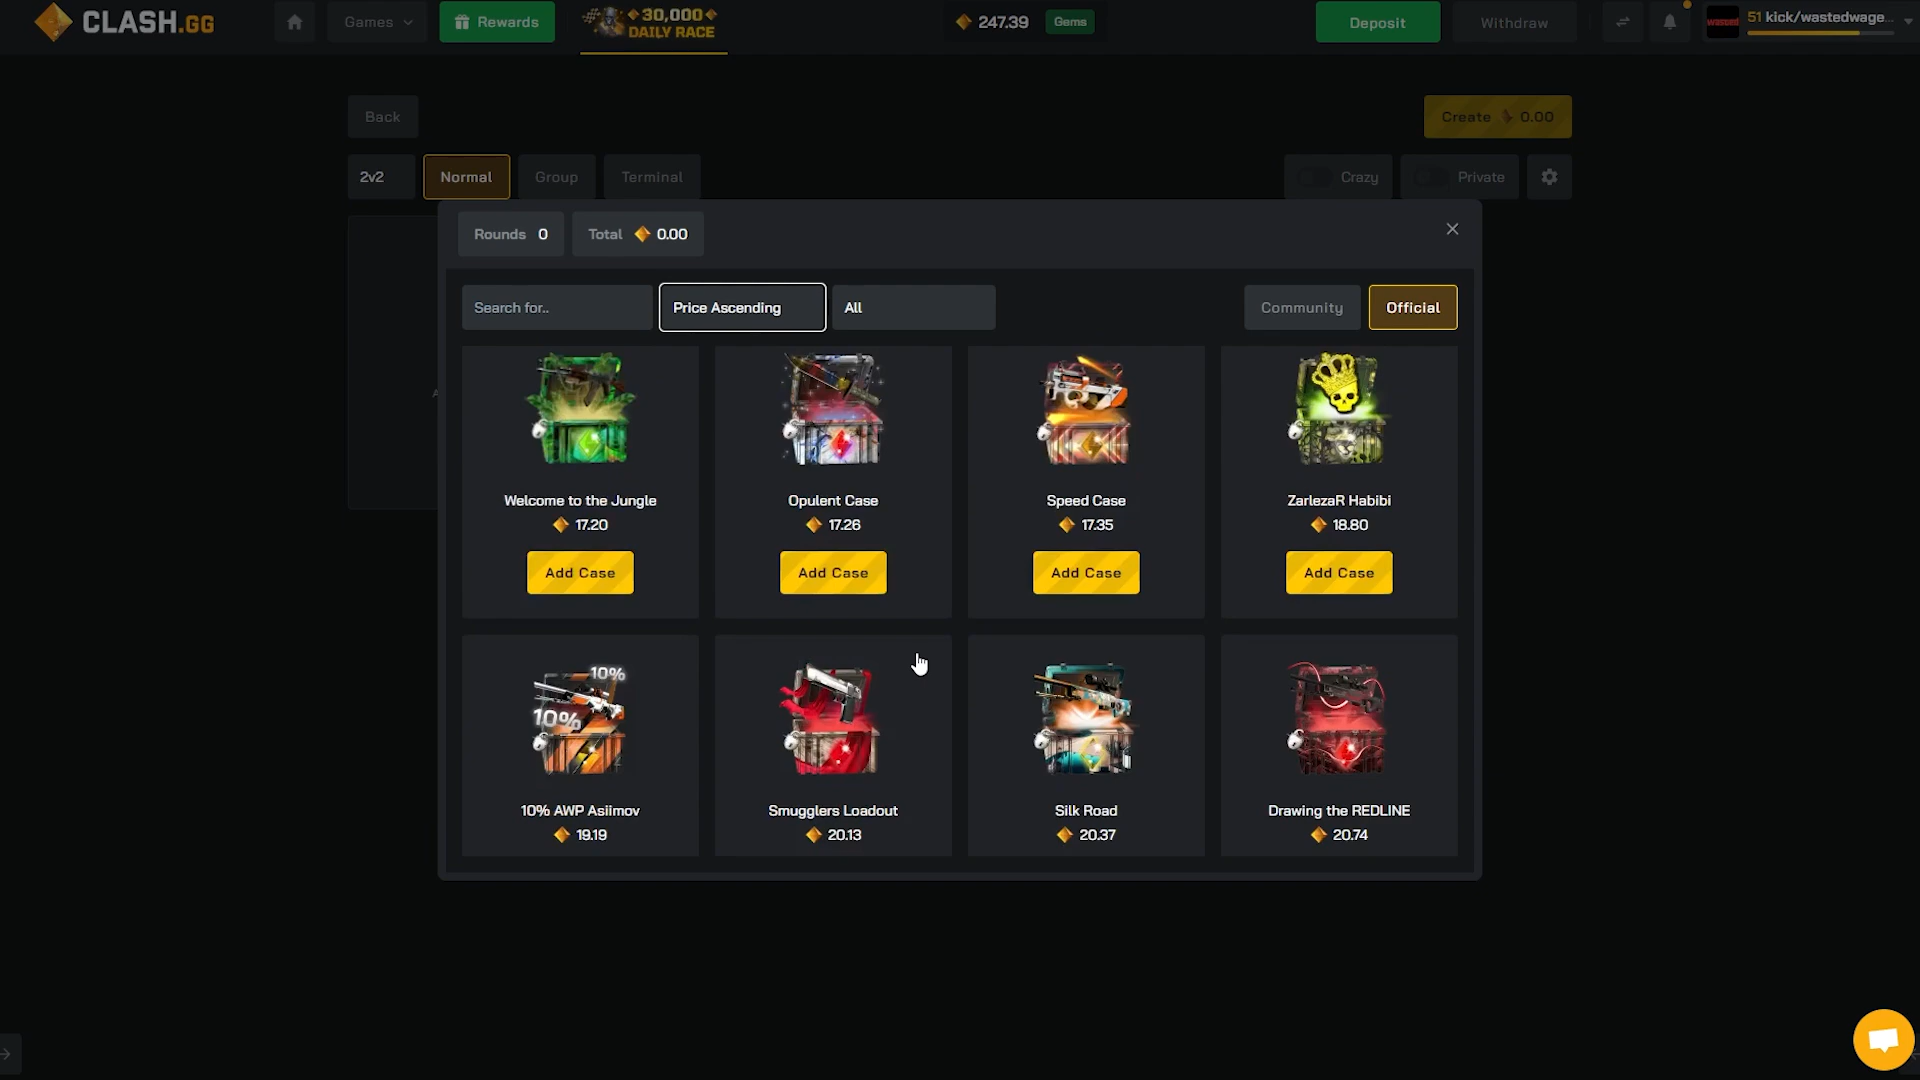 CLASH.GG
Games
Rewards
30,000
DAILY RACE
247.39
Gems
Deposit
Withdraw
wasted
51 kick/wastedwage...
Back
Create 0.00
2v2
Normal
Group
Terminal
Crazy
Private
Rounds 0
Total 0.00
Search for..
Price Ascending
All
Community
Official
Welcome to the Jungle
17.20
Add Case
Opulent Case
17.26
Add Case
Speed Case
17.35
Add Case
ZarlezaR Habibi
18.80
Add Case
10%
10%
10% AWP Asiimov
19.19
Smugglers Loadout
20.13
Silk Road
20.37
Drawing the REDLINE
20.74